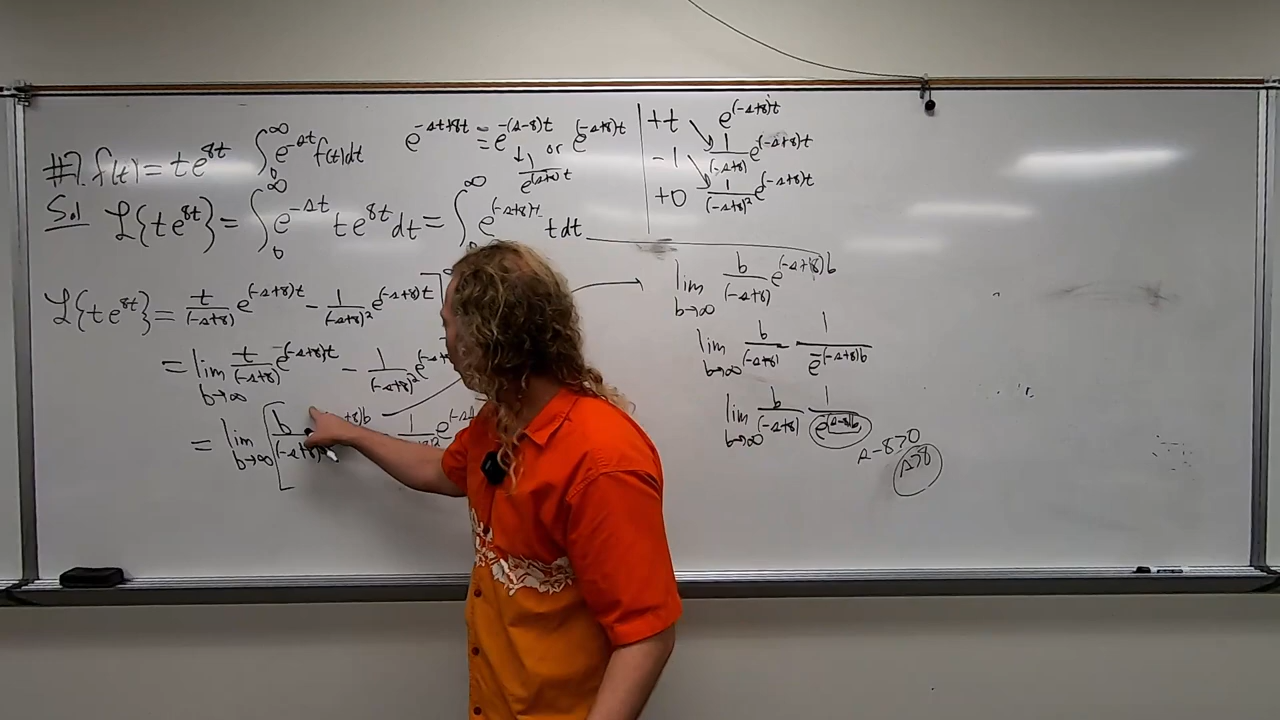 #7. f(t) = te^{8t} ∫_0^∞ e^{-st} f(t)dt e^{-st+8t} = e^{-(s-8)t} or e^{(-s+8)t}
↓
Sol ℒ{te^{8t}} = ∫_0^∞ e^{-st} te^{8t} dt = ∫_0^∞ e^{(-s+8)t} t dt
ℒ{te^{8t}} = t/(-s+8) e^{(-s+8)t} - 1/(-s+8)^2 e^{(-s+8)t} ]
= lim_{b→∞} t/(-s+8) e^{(-s+8)t} - 1/(-s+8)^2
= lim_{b→∞} [ b/(-s+8)
+t e^{(-s+8)t}
-1 1/(-s+8) e^{(-s+8)t}
+0 1/(-s+8)^2 e^{(-s+8)t}
lim_{b→∞} b/(-s+8) e^{(-s+8)b}
lim_{b→∞} b/(-s+8) 1/e^{-(-s+8)b}
lim_{b→∞} b/(-s+8) 1/e^{(s-8)b}
s-8>0
s>8